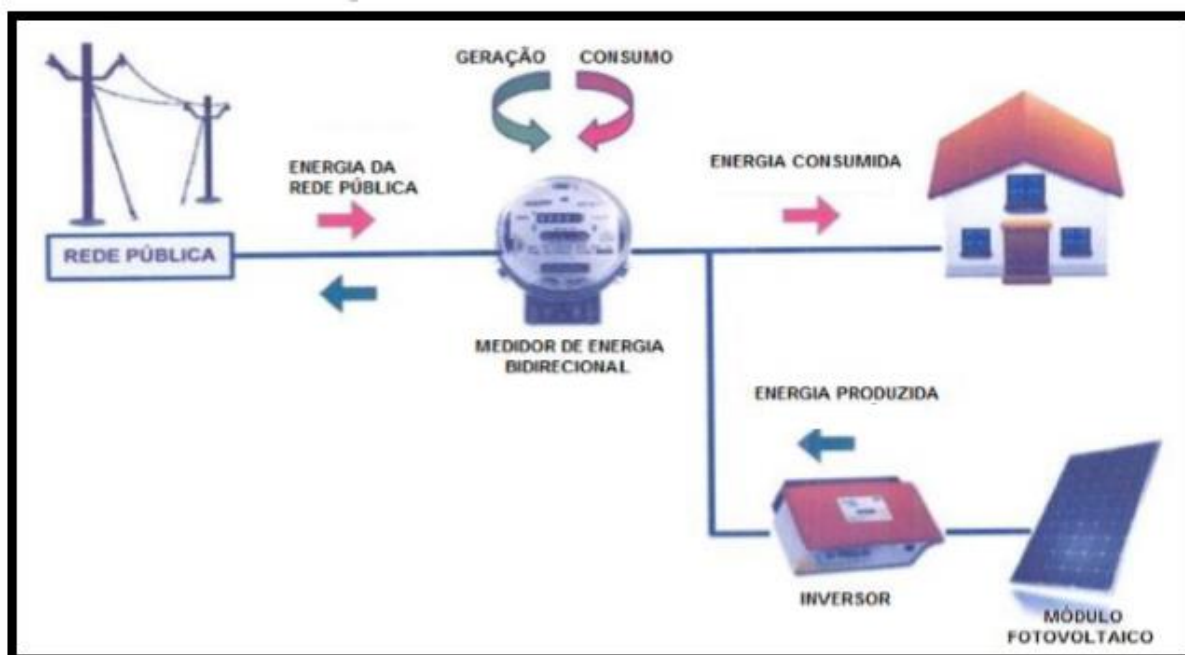 GERAÇÃO CONSUMO
ENERGIA DA
REDE PÚBLICA
ENERGIA CONSUMIDA
REDE PÚBLICA
MEDIDOR DE ENERGIA
BIDIRECIONAL
ENERGIA PRODUZIDA
INVERSOR
MÓDULO
FOTOVOLTAICO